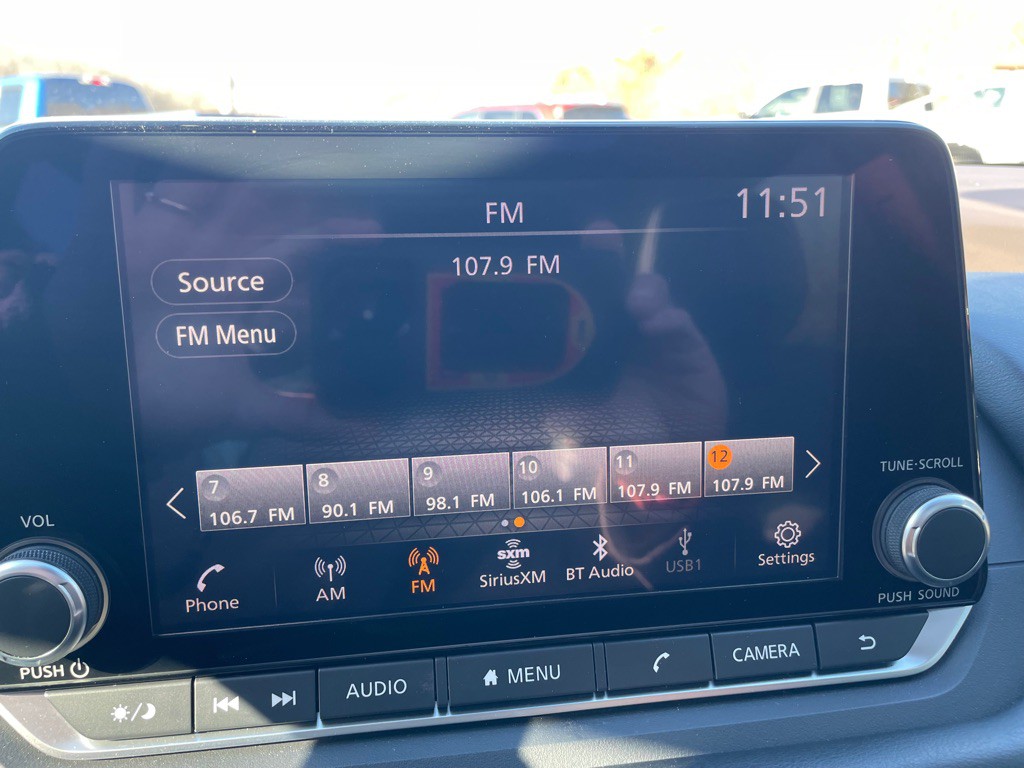 FM
11:51
107.9 FM
Source
FM Menu
7
106.7 FM
8
90.1 FM
9
98.1 FM
10
106.1 FM
11
107.9 FM
12
107.9 FM
Phone
AM
FM
sxm
SiriusXM
BT Audio
USB1
Settings
VOL
PUSH
TUNE·SCROLL
PUSH SOUND
AUDIO
MENU
CAMERA